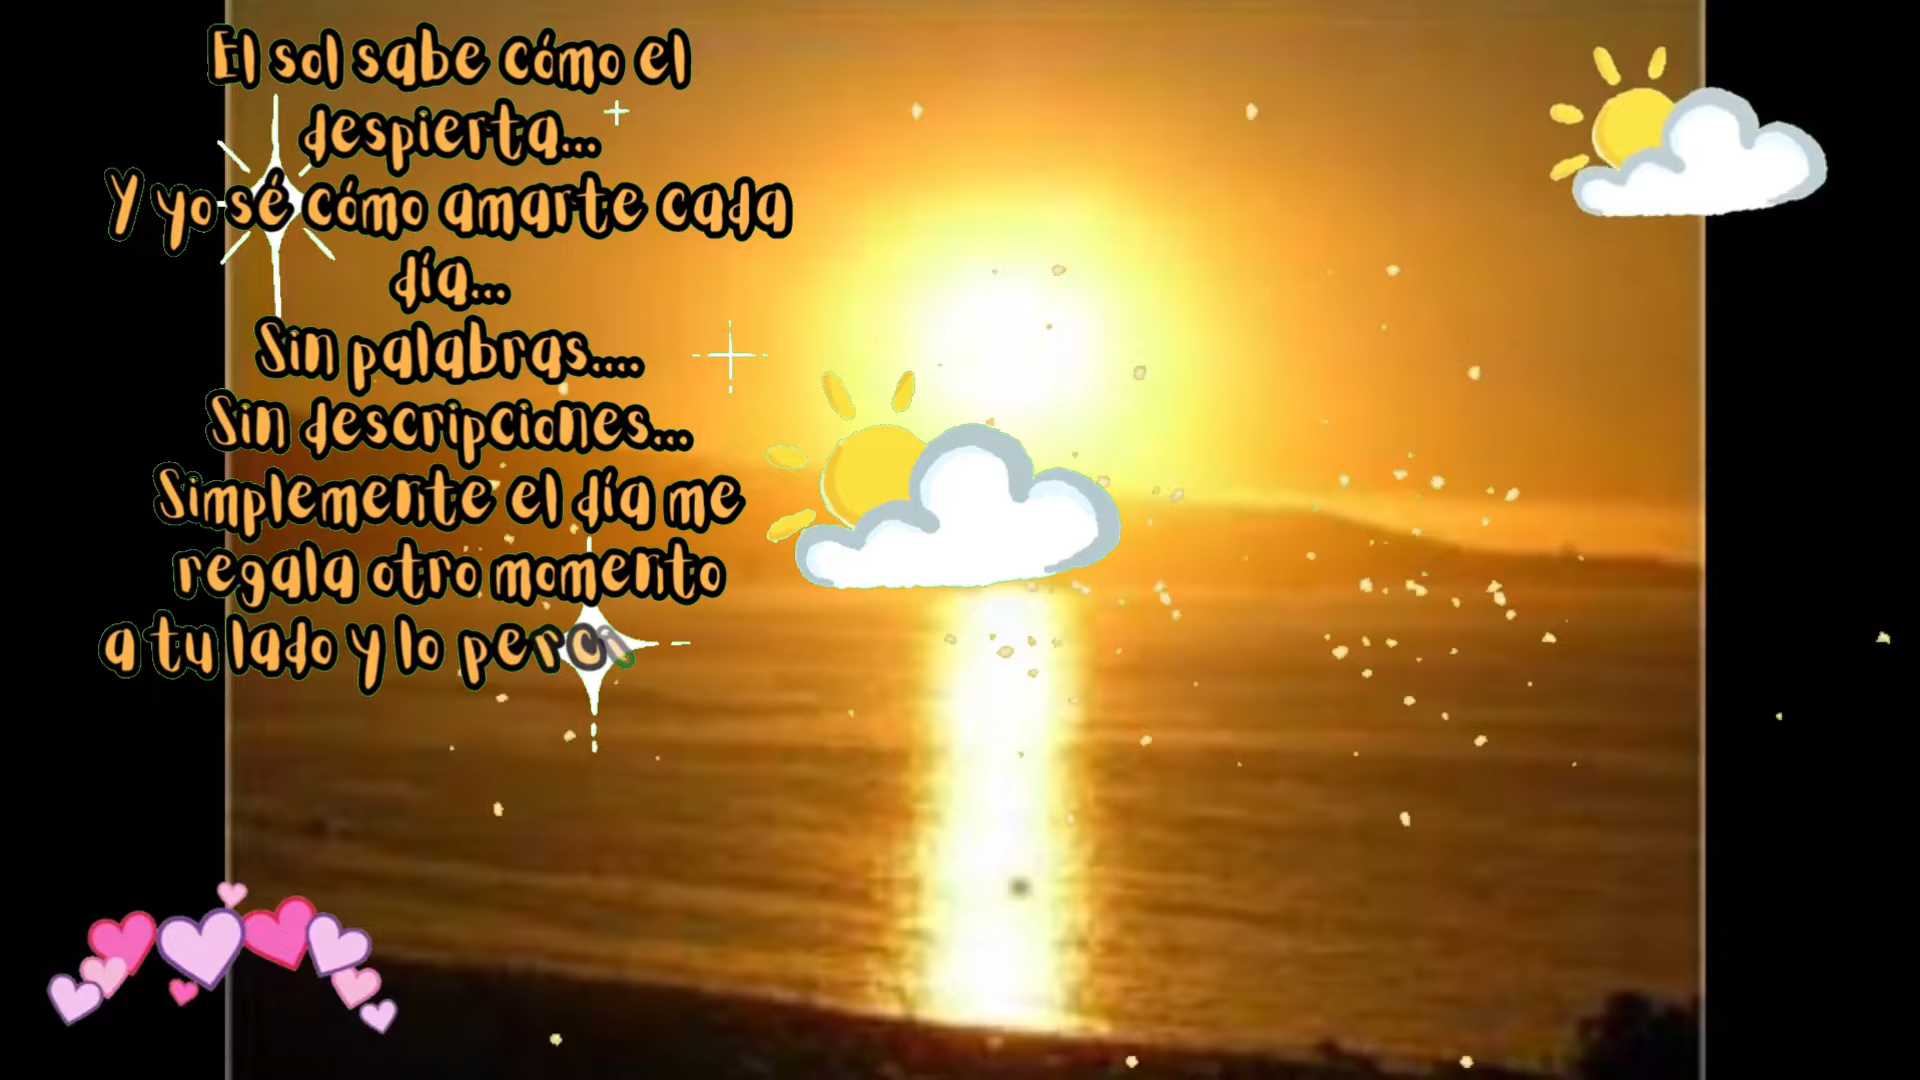 El sol sabe cómo el
despierta...
Y yo sé cómo amarte cada
día...
Sin palabras....
Sin descripciones...
Simplemente el día me
regala otro momento
a tu lado y lo perci